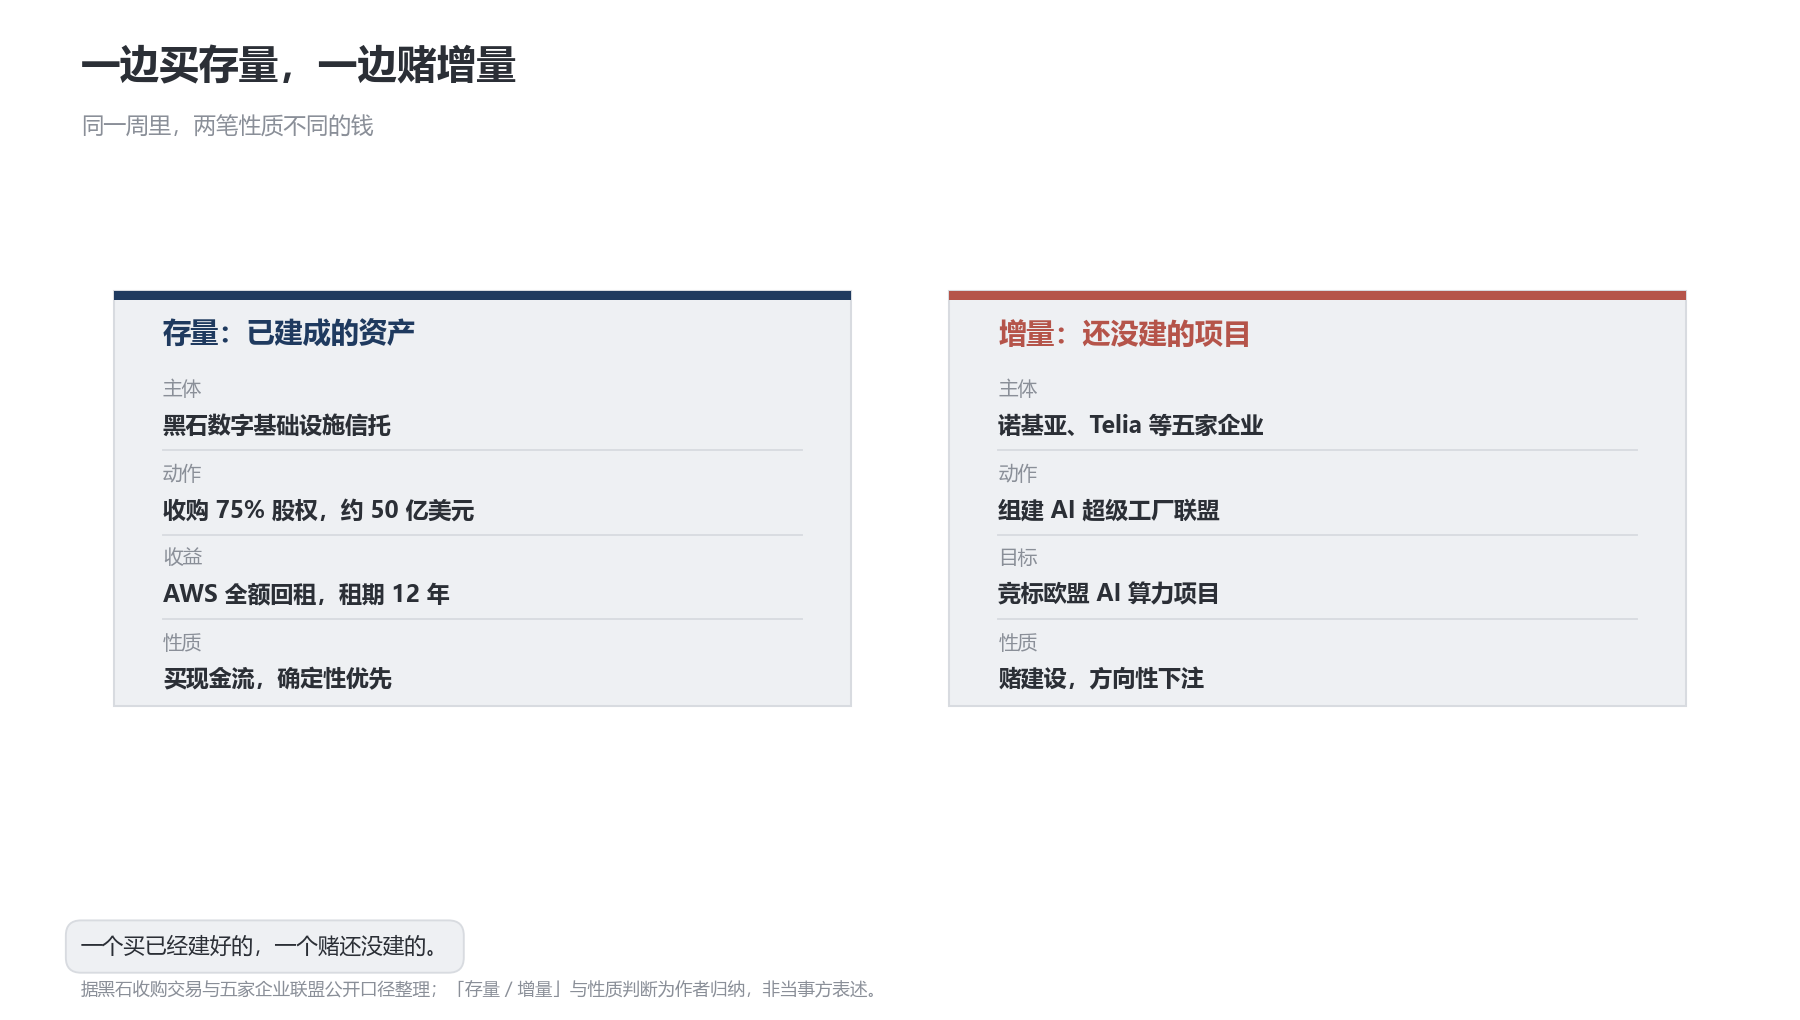 一边买存量，一边赌增量
同一周里，两笔性质不同的钱
存量：已建成的资产
主体
黑石数字基础设施信托
动作
收购 75% 股权，约 50 亿美元
收益
AWS 全额回租，租期 12 年
性质
买现金流，确定性优先
增量：还没建的项目
主体
诺基亚、Telia 等五家企业
动作
组建 AI 超级工厂联盟
目标
竞标欧盟 AI 算力项目
性质
赌建设，方向性下注
一个买已经建好的，一个赌还没建的。
据黑石收购交易与五家企业联盟公开口径整理；「存量 / 增量」与性质判断为作者归纳，非当事方表述。